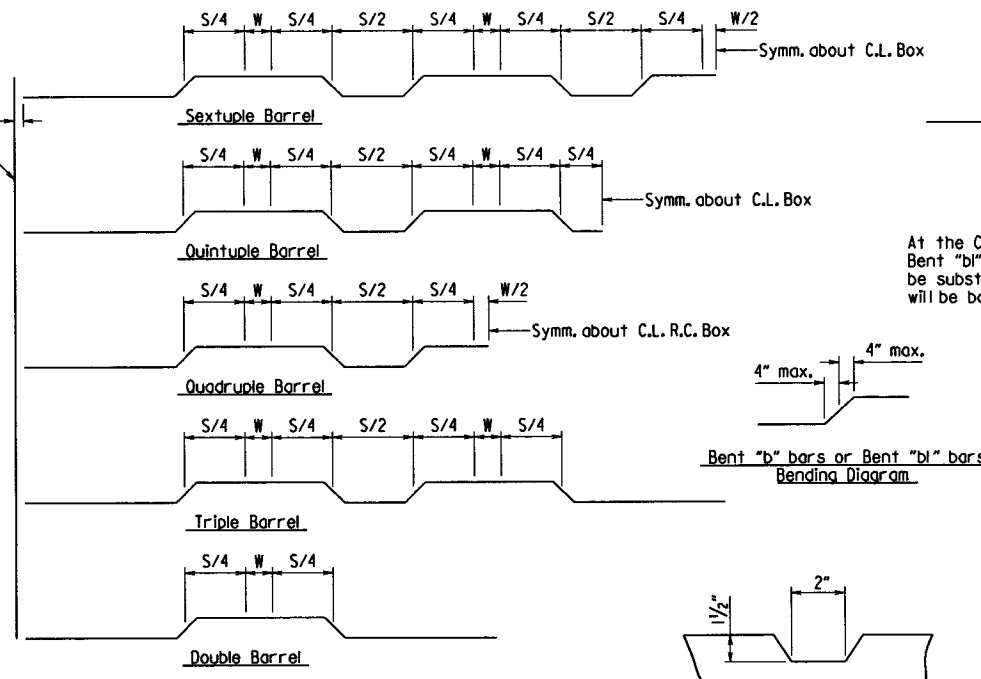 S/4 W S/4 S/2 S/4 W S/4 S/2 S/4 W/2
Symm. about C.L. Box
Sextuple Barrel
S/4 W S/4 S/2 S/4 W S/4 S/4
Symm. about C.L. Box
Quintuple Barrel
At the C
Bent "b1"
be subst
will be ba
S/4 W S/4 S/2 S/4 W/2
Symm. about C.L. R.C. Box
Quadruple Barrel
4" max.
4" max.
Bent "b" bars or Bent "b1" bars
Bending Diagram
S/4 W S/4 S/2 S/4 W S/4
Triple Barrel
S/4 W S/4
Double Barrel
2"
1½"